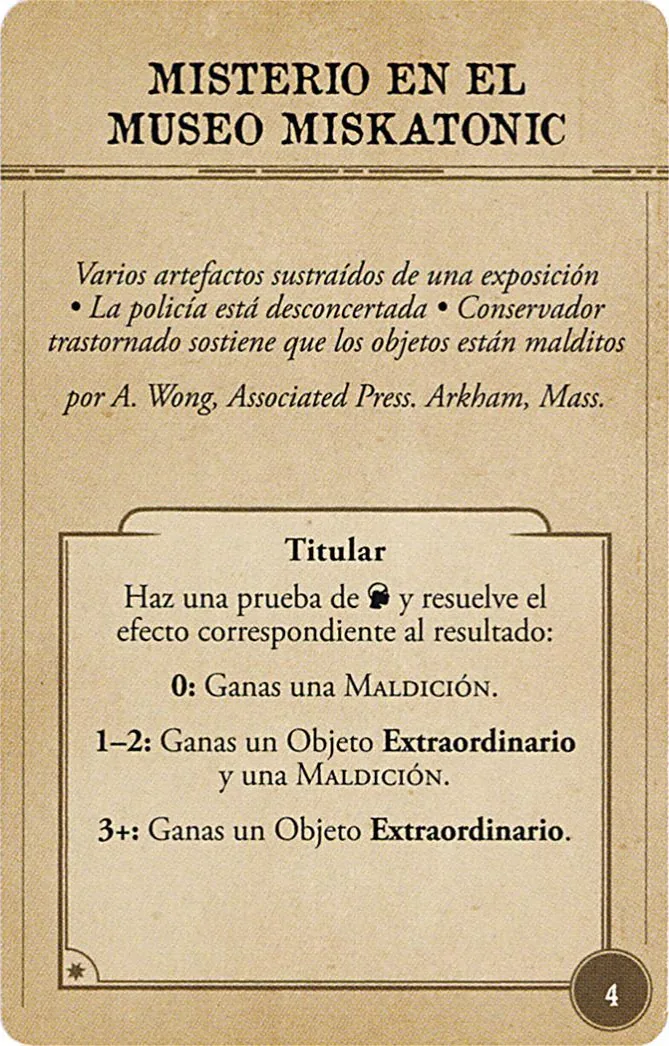 MISTERIO EN EL
MUSEO MISKATONIC
Varios artefactos sustraídos de una exposición
• La policía está desconcertada • Conservador
trastornado sostiene que los objetos están malditos
por A. Wong, Associated Press. Arkham, Mass.
Titular
Haz una prueba de y resuelve el
efecto correspondiente al resultado:
0: Ganas una MALDICIÓN.
1–2: Ganas un Objeto Extraordinario
y una MALDICIÓN.
3+: Ganas un Objeto Extraordinario.
4